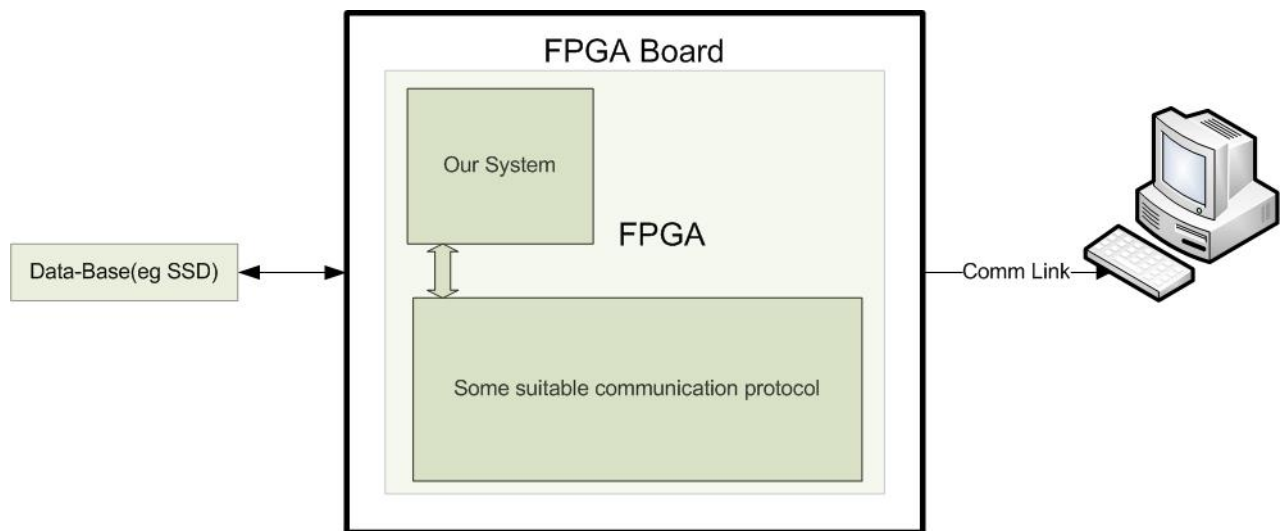 FPGA Board
Our System
FPGA
Data-Base(eg SSD)
Comm Link
Some suitable communication protocol